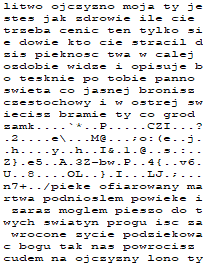 litwo ojczyzno moja ty je
stes jak zdrowie ile cie
trzeba cenic ten tylko si
e dowie kto cie stracil d
zis pieknosc twa w calej
ozdobie widze i opisuje b
o tesknie po tobie panno
swieta co jasnej bronisz
czestochowy i w ostrej sw
iecisz bramie ty co grod
zamk....`*..P.....CZI...?
.2....e\...M@...;o:(e..j.
.h...y..h..I&&.i.@..s..:.
Z}.e5..A.3Z-bw.P..4{..v6.
U..8....OL..}.I...LJ.;...
n7+../pieke ofiarowany ma
rtwa podnioslem powieke i
 zaraz moglem pieszo do t
wych swiatyn progu isc za
 wrocone zycie podziekowa
c bogu tak nas powrocisz
cudem na ojczyzny lono ty